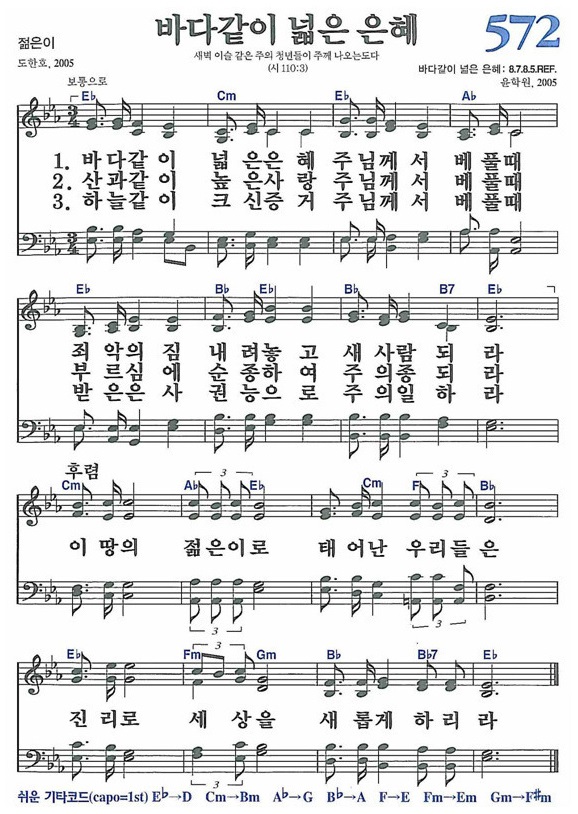 바다같이 넓은 은혜
572
젊은이
새벽 이슬 같은 주의 청년들이 주께 나오는도다
도한호, 2005
(시 110:3)
바다같이 넓은 은혜: 8.7.8.5.REF.
윤학원, 2005
보통으로
E♭ Cm E♭ A♭
1. 바다같이 넓은은혜 주님께서 베풀때
2. 산과같이 높은사랑 주님께서 베풀때
3. 하늘같이 크신증거 주님께서 베풀때
E♭ B♭ E♭ B♭ B7 E♭
죄악의짐 내려놓고 새사람되라
부르심에 순종하여 주의종되라
받은은사 권능으로 주의일하라
후렴
Cm A♭ E♭ Cm F B♭
3 3
이 땅의 젊은이로 태어난 우리들은
3 3
E♭ Fm Gm B♭ B♭7 E♭
3
진리로 세상을 새롭게하리라
쉬운 기타코드(capo=1st) E♭→D Cm→Bm A♭→G B♭→A F→E Fm→Em Gm→F#m